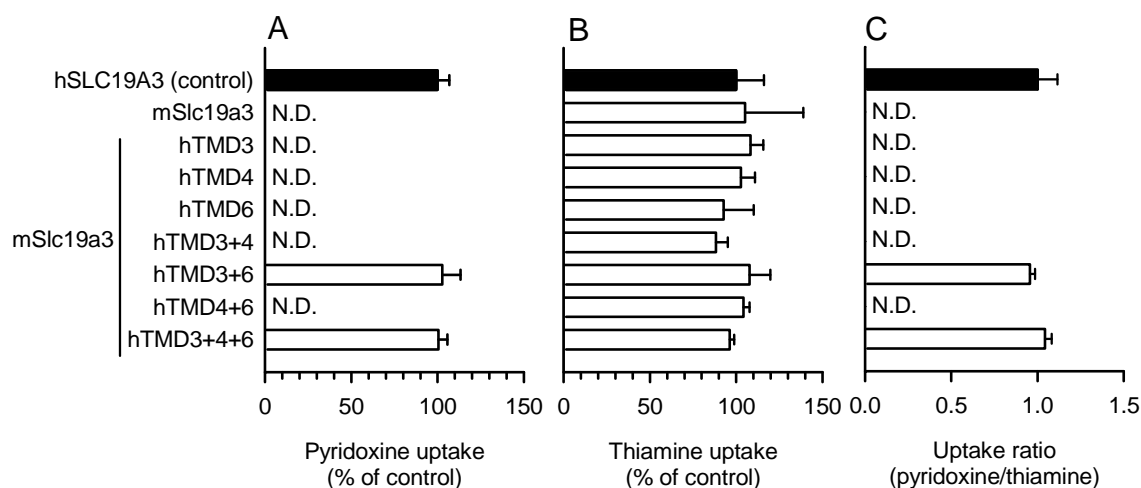 A
B
C
hSLC19A3 (control)
mSlc19a3
N.D.
N.D.
hTMD3
N.D.
N.D.
hTMD4
N.D.
N.D.
hTMD6
N.D.
N.D.
mSlc19a3
hTMD3+4
N.D.
N.D.
hTMD3+6
hTMD4+6
N.D.
N.D.
hTMD3+4+6
0 50 100 150
0 50 100 150
0.0 0.5 1.0 1.5
Pyridoxine uptake
(% of control)
Thiamine uptake
(% of control)
Uptake ratio
(pyridoxine/thiamine)